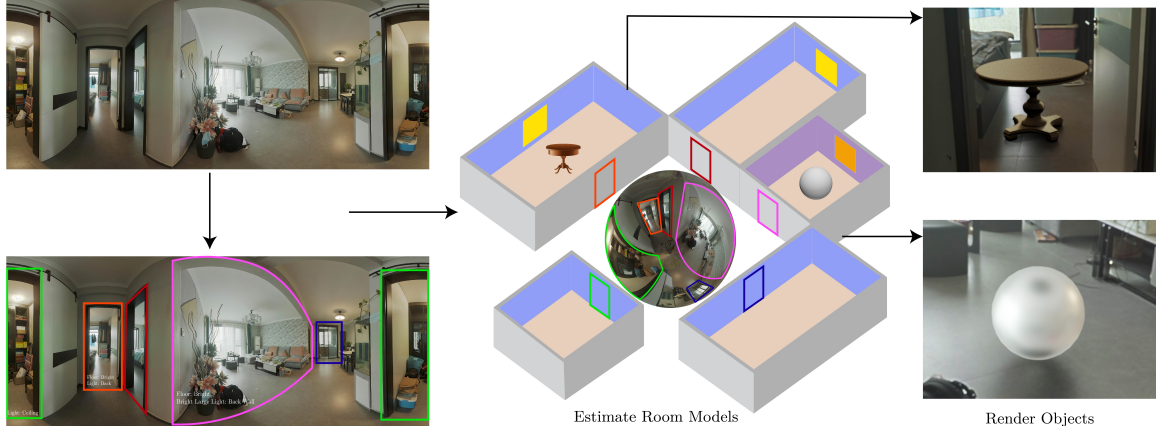 Floor: Bright
Light: Back
Floor: Bright,
Bright Large Light: Back Wall
Light: Ceiling
Estimate Room Models
Render Objects